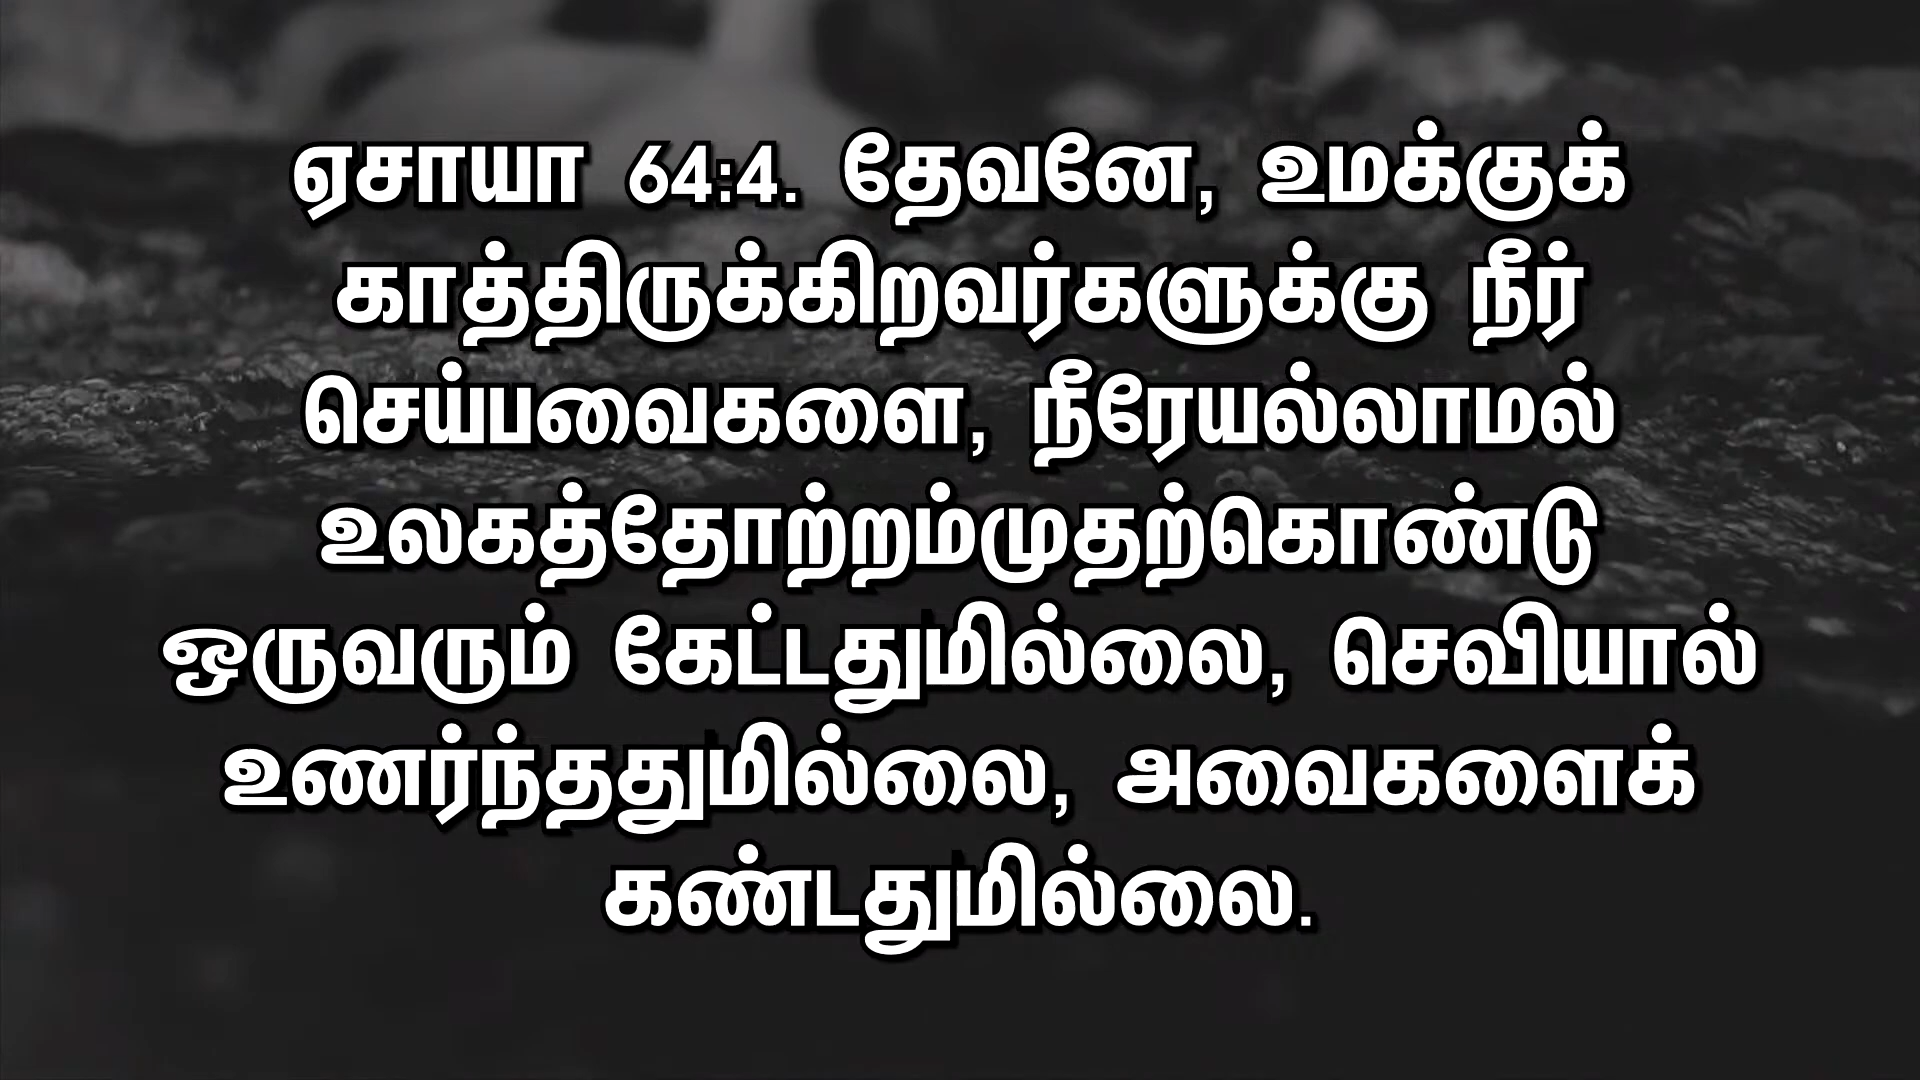 ஏசாயா 64:4. தேவனே, உமக்குக்
காத்திருக்கிறவர்களுக்கு நீர்
செய்பவைகளை, நீரேயல்லாமல்
உலகத்தோற்றம்முதற்கொண்டு
ஒருவரும் கேட்டதுமில்லை, செவியால்
உணர்ந்ததுமில்லை, அவைகளைக்
கண்டதுமில்லை.